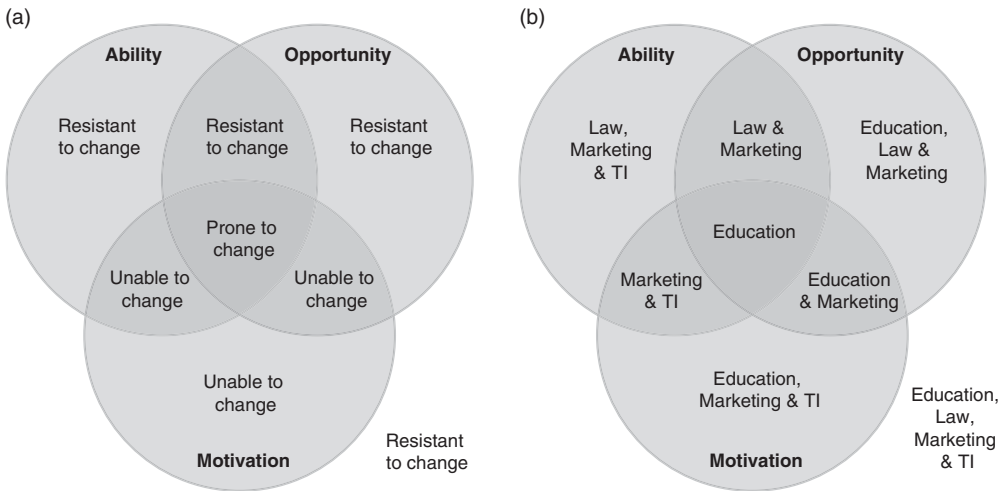 (a)
Ability
Opportunity
Resistant
to change
Resistant
to change
Resistant
to change
Prone to
change
Unable to
change
Unable to
change
Unable to
change
Motivation
Resistant
to change
(b)
Ability
Opportunity
Law,
Marketing
& TI
Law &
Marketing
Education,
Law &
Marketing
Education
Marketing
& TI
Education
& Marketing
Education,
Marketing & TI
Motivation
Education,
Law,
Marketing
& TI